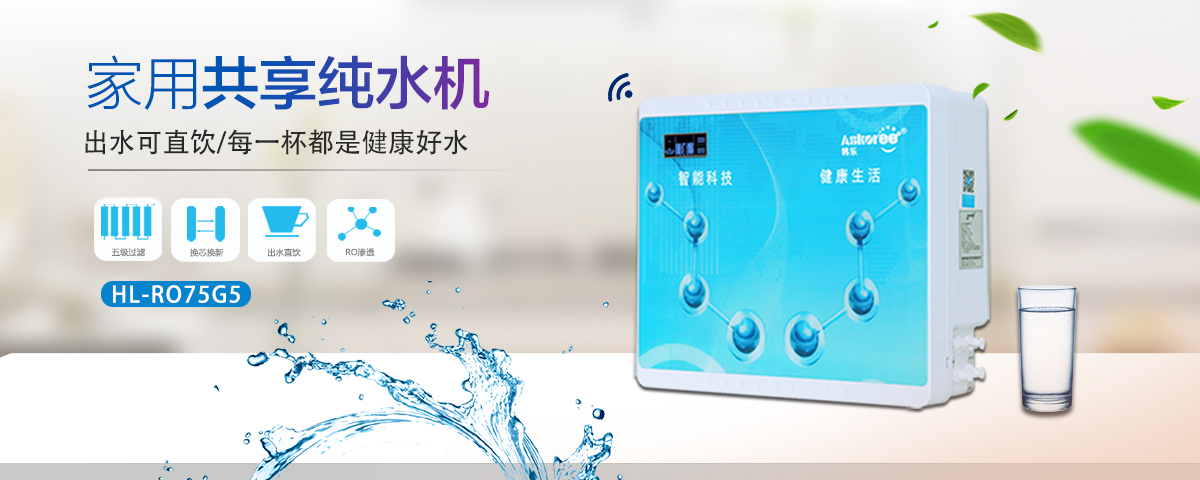 家用共享纯水机
出水可直饮/每一杯都是健康好水
五级过滤
换芯换新
出水直饮
RO渗透
HL-RO75G5
Askoree®
智能科技
健康生活